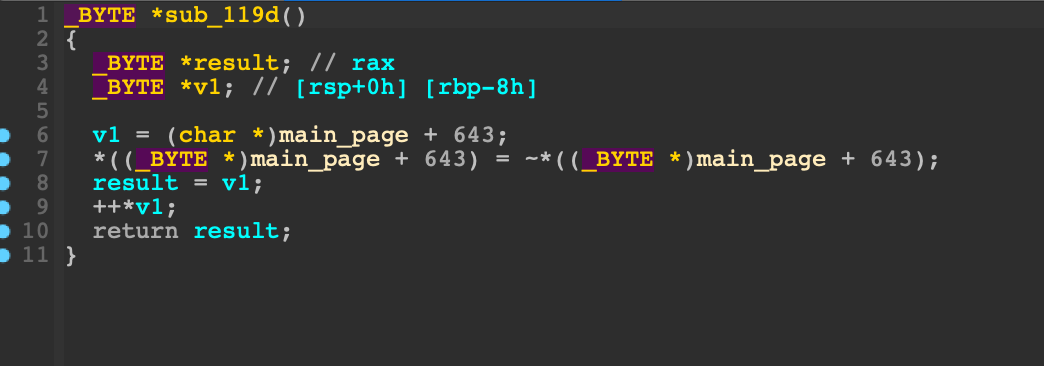 1 _BYTE *sub_119d()
2 {
3 _BYTE *result; // rax
4 _BYTE *v1; // [rsp+0h] [rbp-8h]
5
6 v1 = (char *)main_page + 643;
7 *((_BYTE *)main_page + 643) = ~*((_BYTE *)main_page + 643);
8 result = v1;
9 ++*v1;
10 return result;
11 }